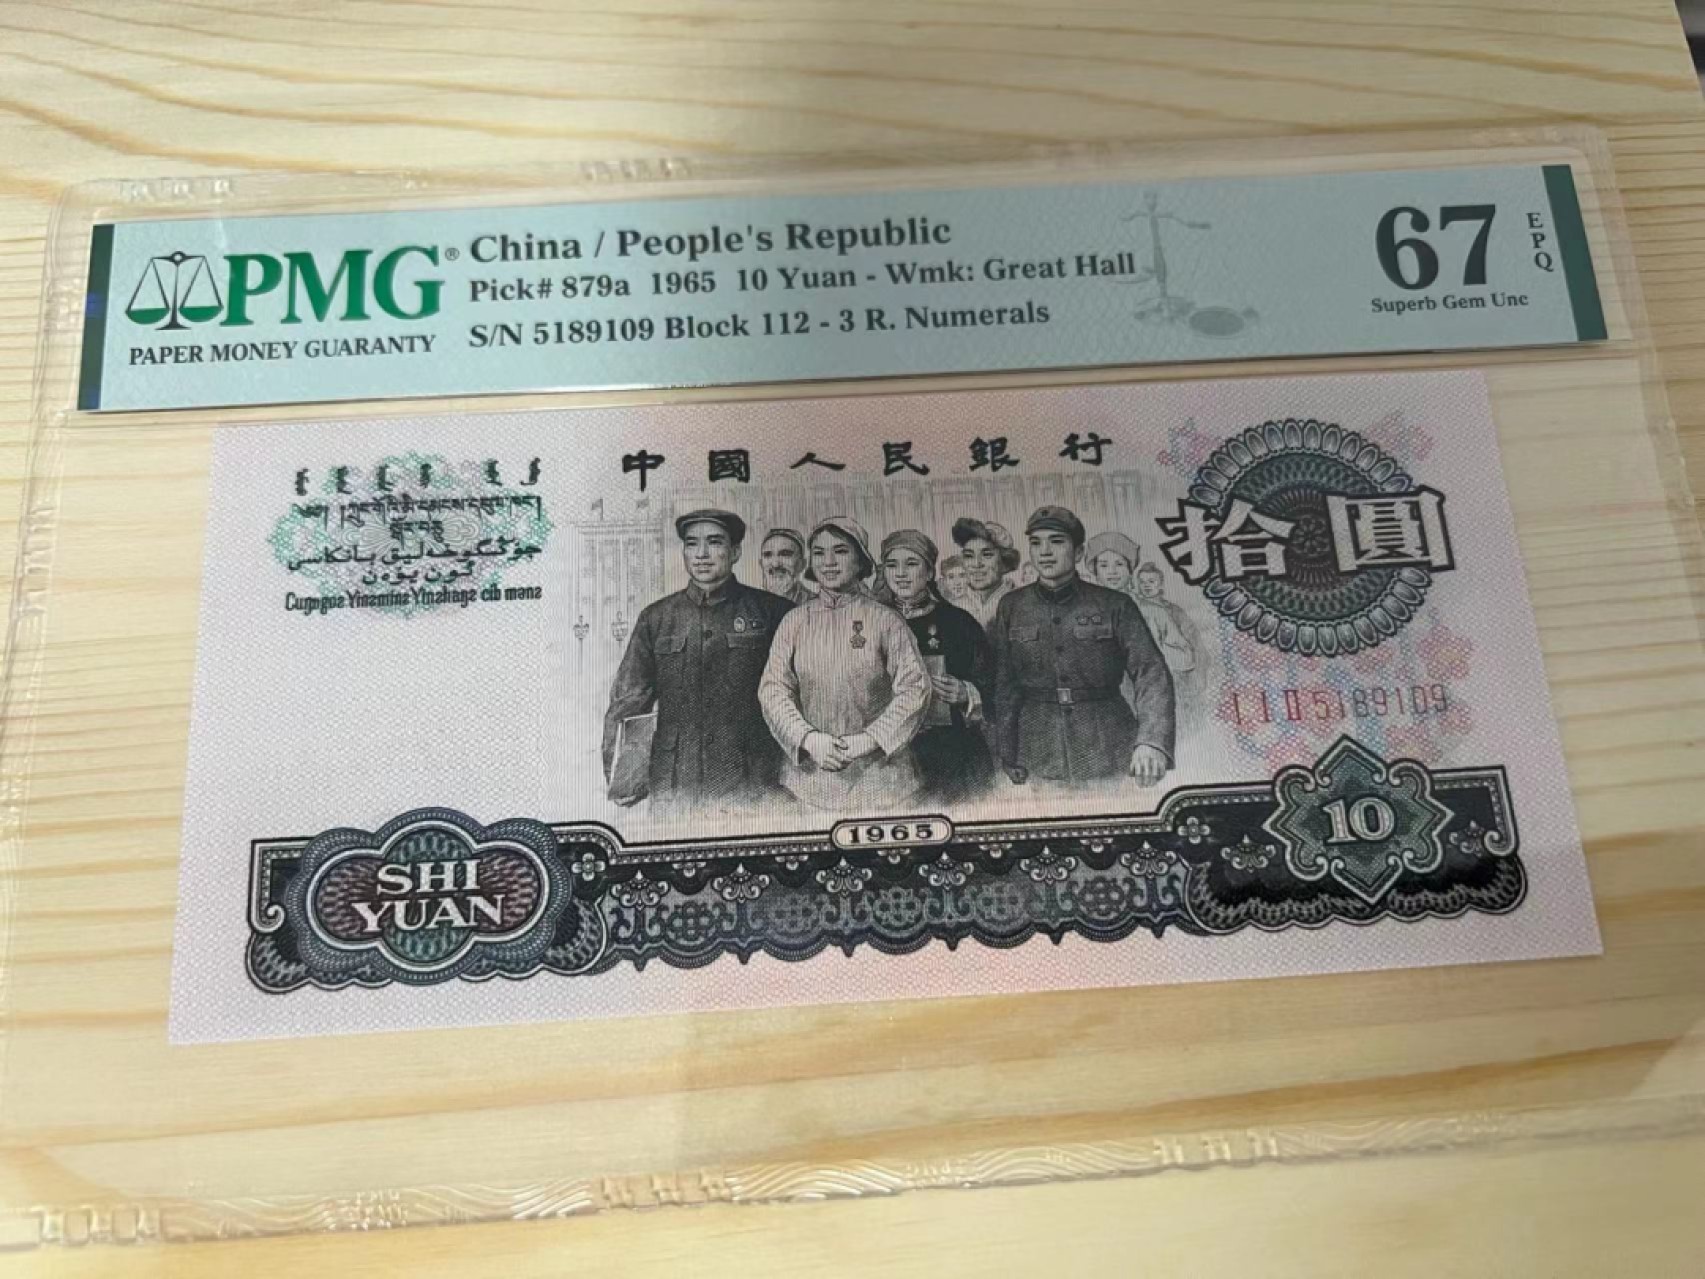 PMG®
PAPER MONEY GUARANTY
China / People's Republic
Pick# 879a 1965 10 Yuan - Wmk: Great Hall
S/N 5189109 Block 112 - 3 R. Numerals
67
EPQ
Superb Gem Unc
中國人民銀行
拾圓
Ⅰ Ⅰ Ⅱ 5189109
1965
SHI
YUAN
10